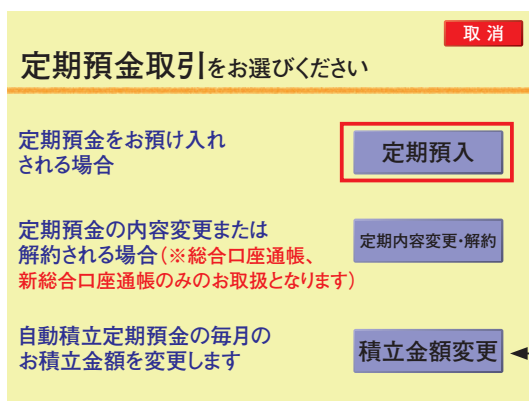 取 消
定期預金取引をお選びください
定期預金をお預け入れ
される場合
定期預入
定期預金の内容変更または
解約される場合(※総合口座通帳、
新総合口座通帳のみのお取扱となります)
定期内容変更・解約
自動積立定期預金の毎月の
お積立金額を変更します
積立金額変更